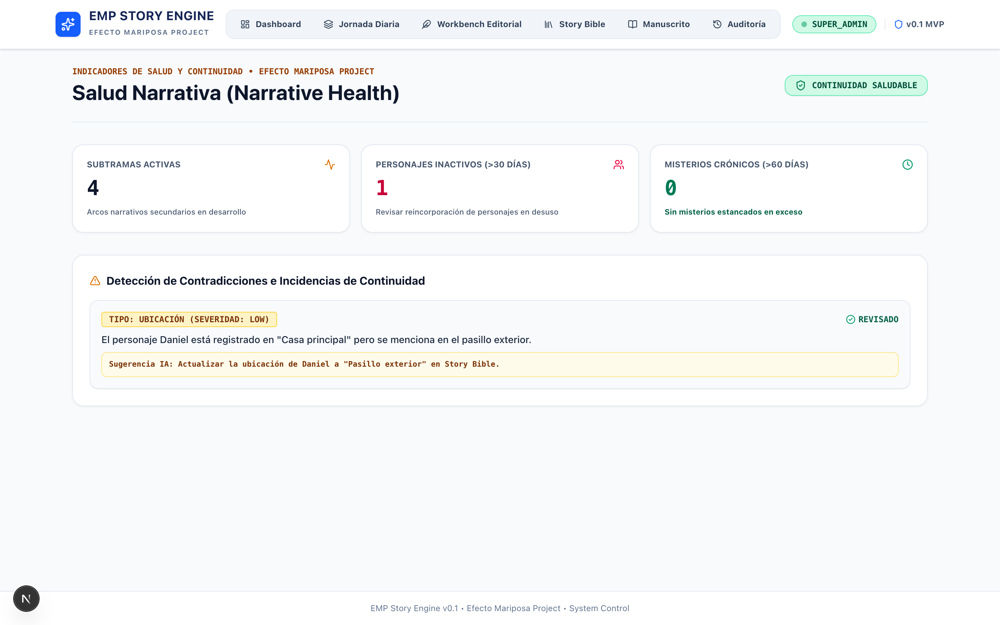 EMP STORY ENGINE
EFECTO MARIPOSA PROJECT
Dashboard
Jornada Diaria
Workbench Editorial
Story Bible
Manuscrito
Auditoría
SUPER_ADMIN
v0.1 MVP
INDICADORES DE SALUD Y CONTINUIDAD • EFECTO MARIPOSA PROJECT
Salud Narrativa (Narrative Health)
CONTINUIDAD SALUDABLE
SUBTRAMAS ACTIVAS
4
Arcos narrativos secundarios en desarrollo
PERSONAJES INACTIVOS (>30 DÍAS)
1
Revisar reincorporación de personajes en desuso
MISTERIOS CRÓNICOS (>60 DÍAS)
0
Sin misterios estancados en exceso
Detección de Contradicciones e Incidencias de Continuidad
TIPO: UBICACIÓN (SEVERIDAD: LOW)
REVISADO
El personaje Daniel está registrado en "Casa principal" pero se menciona en el pasillo exterior.
Sugerencia IA: Actualizar la ubicación de Daniel a "Pasillo exterior" en Story Bible.
N
EMP Story Engine v0.1 • Efecto Mariposa Project • System Control